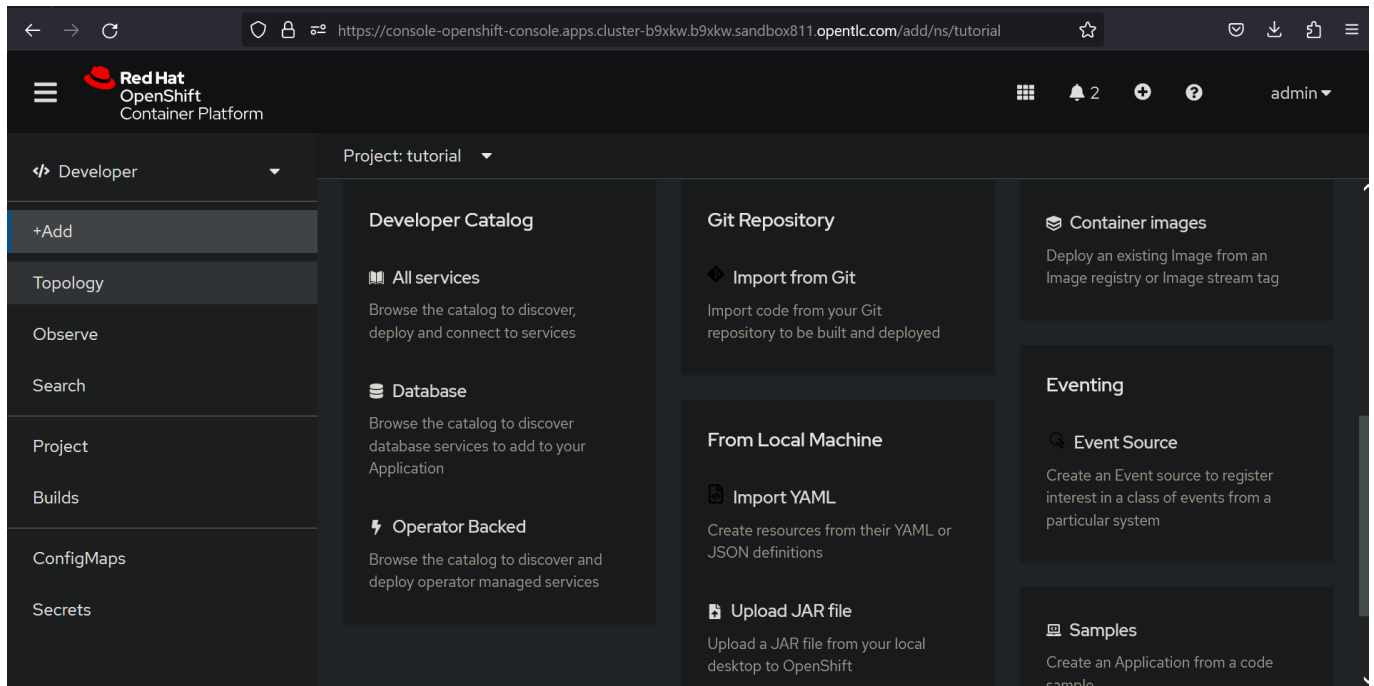 https://console-openshift-console.apps.cluster-b9xkw.b9xkw.sandbox811.opentlc.com/add/ns/tutorial
Red Hat
OpenShift
Container Platform
2
admin
Developer
+Add
Topology
Observe
Search
Project
Builds
ConfigMaps
Secrets
Project: tutorial
Developer Catalog
All services
Browse the catalog to discover,
deploy and connect to services
Database
Browse the catalog to discover
database services to add to your
Application
Operator Backed
Browse the catalog to discover and
deploy operator managed services
Git Repository
Import from Git
Import code from your Git
repository to be built and deployed
From Local Machine
Import YAML
Create resources from their YAML or
JSON definitions
Upload JAR file
Upload a JAR file from your local
desktop to OpenShift
Container images
Deploy an existing Image from an
Image registry or Image stream tag
Eventing
Event Source
Create an Event source to register
interest in a class of events from a
particular system
Samples
Create an Application from a code
sample